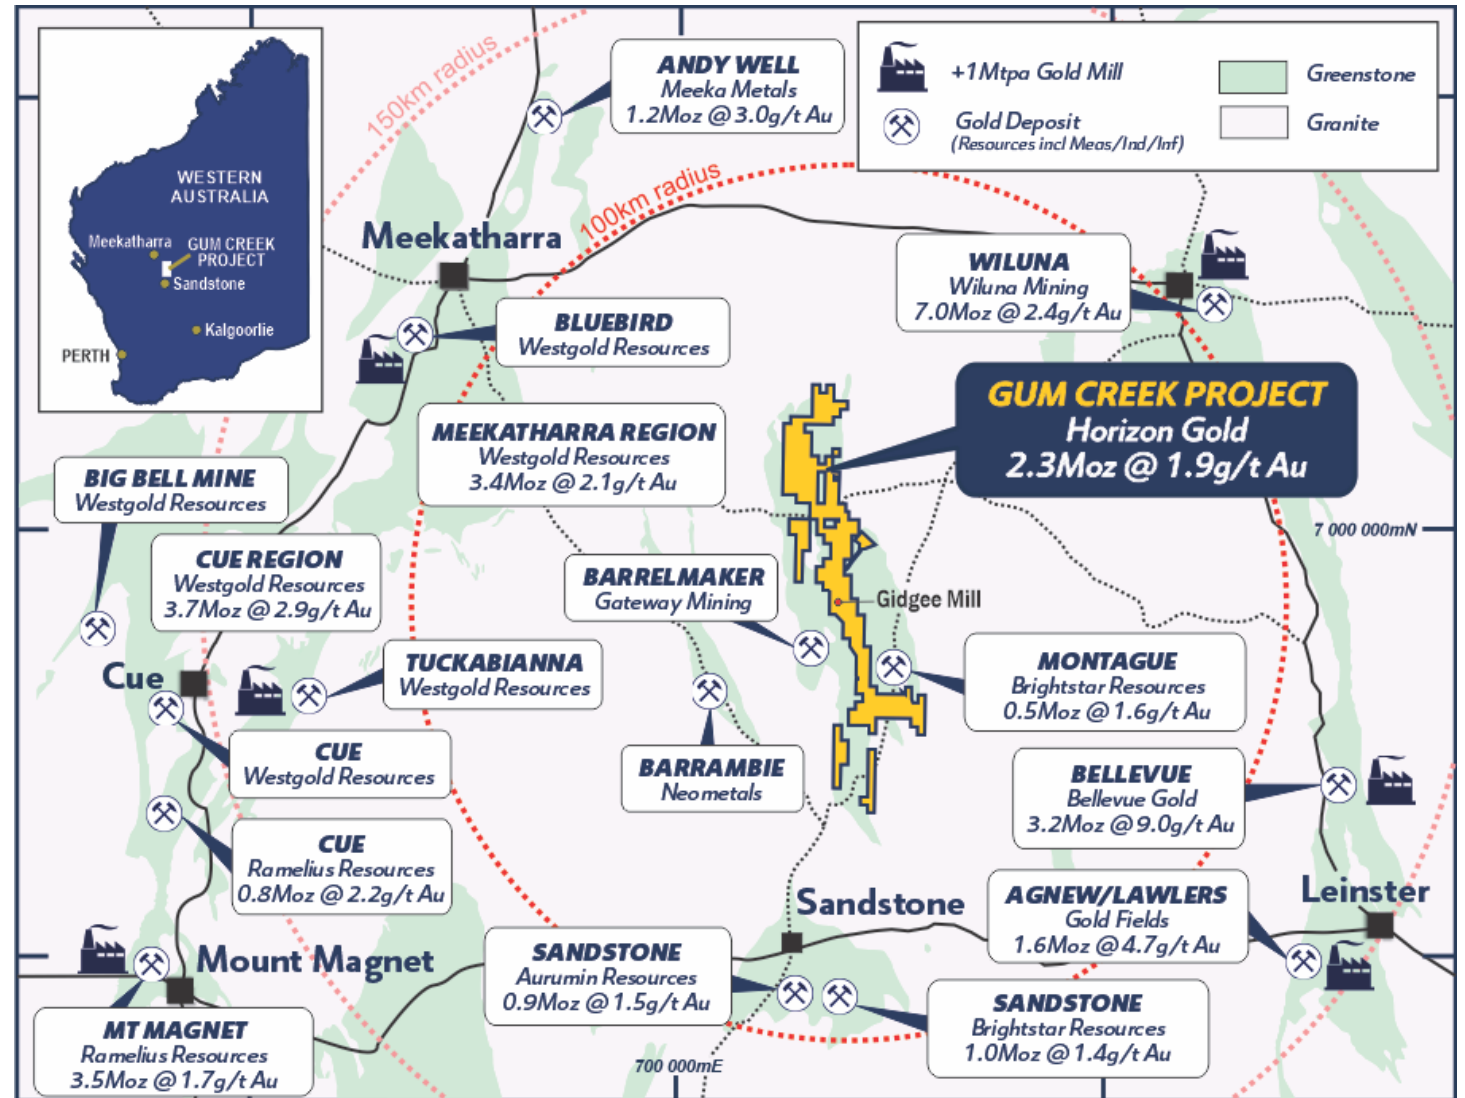 150km radius
ANDY WELL
Meeka Metals
1.2Moz @ 3.0g/t Au
+1Mtpa Gold Mill
Gold Deposit
(Resources incl Meas/Ind/Inf)
Greenstone
Granite
WESTERN
AUSTRALIA
Meekatharra
GUM CREEK
PROJECT
Sandstone
Kalgoorlie
PERTH
100km radius
Meekatharra
WILUNA
Wiluna Mining
7.0Moz @ 2.4g/t Au
BLUEBIRD
Westgold Resources
GUM CREEK PROJECT
Horizon Gold
2.3Moz @ 1.9g/t Au
MEEKATHARRA REGION
Westgold Resources
3.4Moz @ 2.1g/t Au
BIG BELL MINE
Westgold Resources
7 000 000mN
CUE REGION
Westgold Resources
3.7Moz @ 2.9g/t Au
BARRELMAKER
Gateway Mining
Gidgee Mill
Cue
TUCKABIANNA
Westgold Resources
MONTAGUE
Brightstar Resources
0.5Moz @ 1.6g/t Au
CUE
Westgold Resources
BARRAMBIE
Neometals
BELLEVUE
Bellevue Gold
3.2Moz @ 9.0g/t Au
CUE
Ramelius Resources
0.8Moz @ 2.2g/t Au
Sandstone
AGNEW/LAWLERS
Gold Fields
1.6Moz @ 4.7g/t Au
Leinster
Mount Magnet
SANDSTONE
Aurumin Resources
0.9Moz @ 1.5g/t Au
SANDSTONE
Brightstar Resources
1.0Moz @ 1.4g/t Au
MT MAGNET
Ramelius Resources
3.5Moz @ 1.7g/t Au
700 000mE